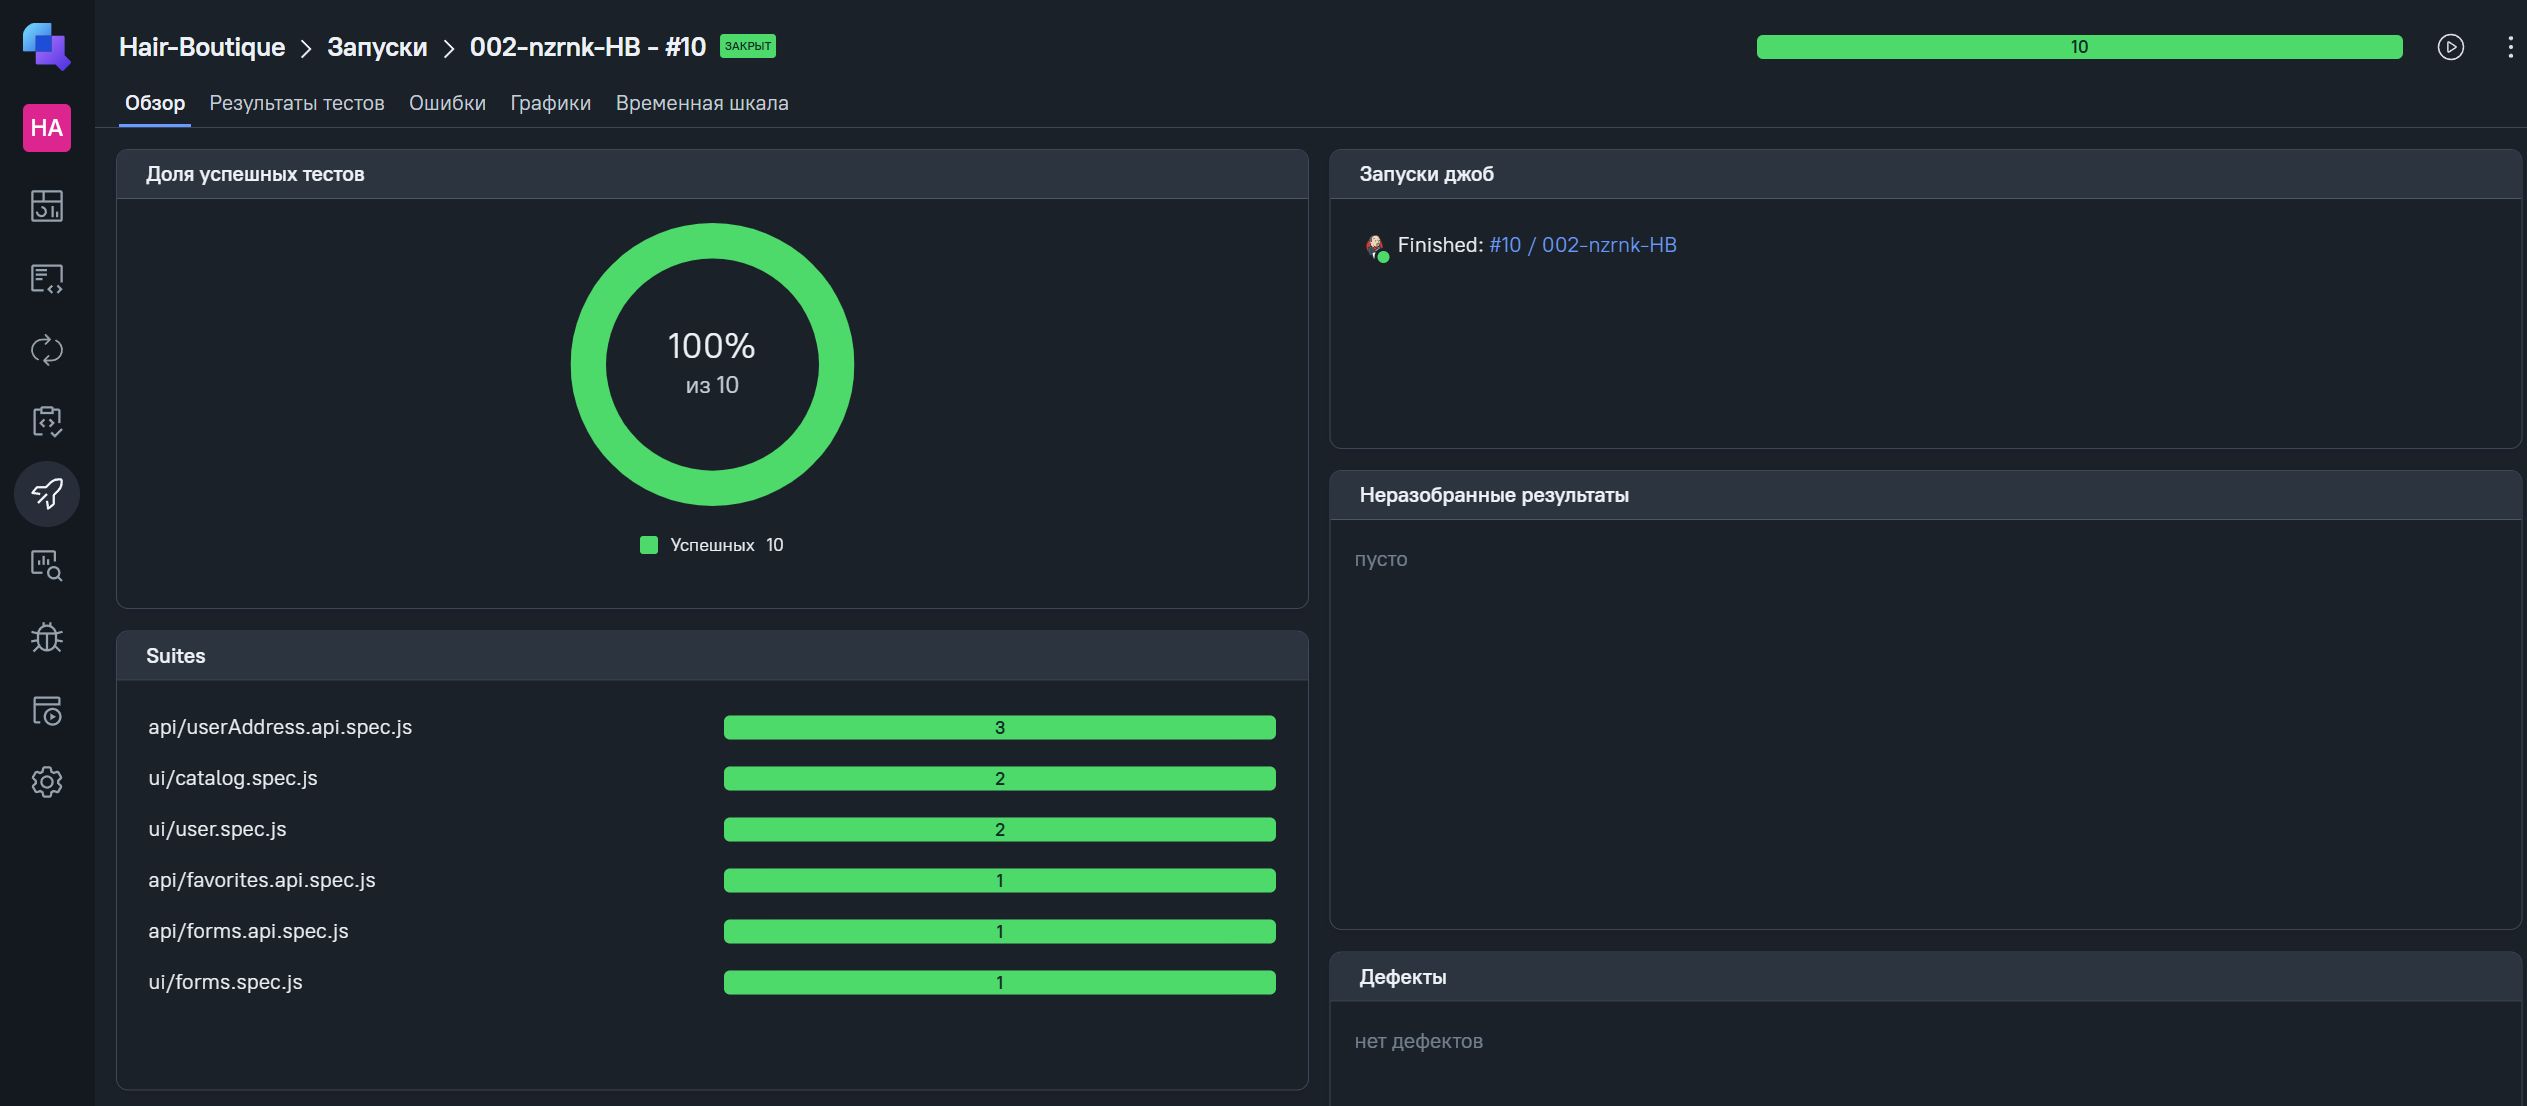 Hair-Boutique > Запуски > 002-nzrnk-HB - #10 ЗАКРЫТ
10
HA
Обзор Результаты тестов Ошибки Графики Временная шкала
Доля успешных тестов
100%
из 10
Успешных 10
Suites
api/userAddress.api.spec.js 3
ui/catalog.spec.js 2
ui/user.spec.js 2
api/favorites.api.spec.js 1
api/forms.api.spec.js 1
ui/forms.spec.js 1
Запуски джоб
Finished: #10 / 002-nzrnk-HB
Неразобранные результаты
пусто
Дефекты
нет дефектов